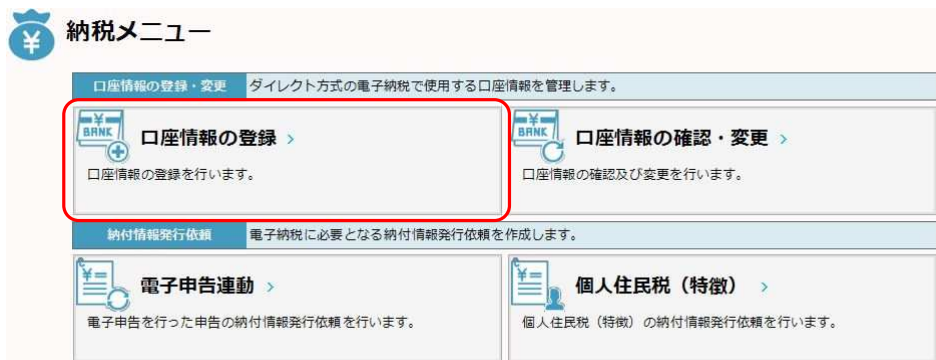 納税メニュー
口座情報の登録・変更 ダイレクト方式の電子納税で使用する口座情報を管理します。
BANK 口座情報の登録 >
口座情報の登録を行います。
BANK 口座情報の確認・変更 >
口座情報の確認及び変更を行います。
納付情報発行依頼 電子納税に必要となる納付情報発行依頼を作成します。
電子申告連動 >
電子申告を行った申告の納付情報発行依頼を行います。
個人住民税（特徴） >
個人住民税（特徴）の納付情報発行依頼を行います。